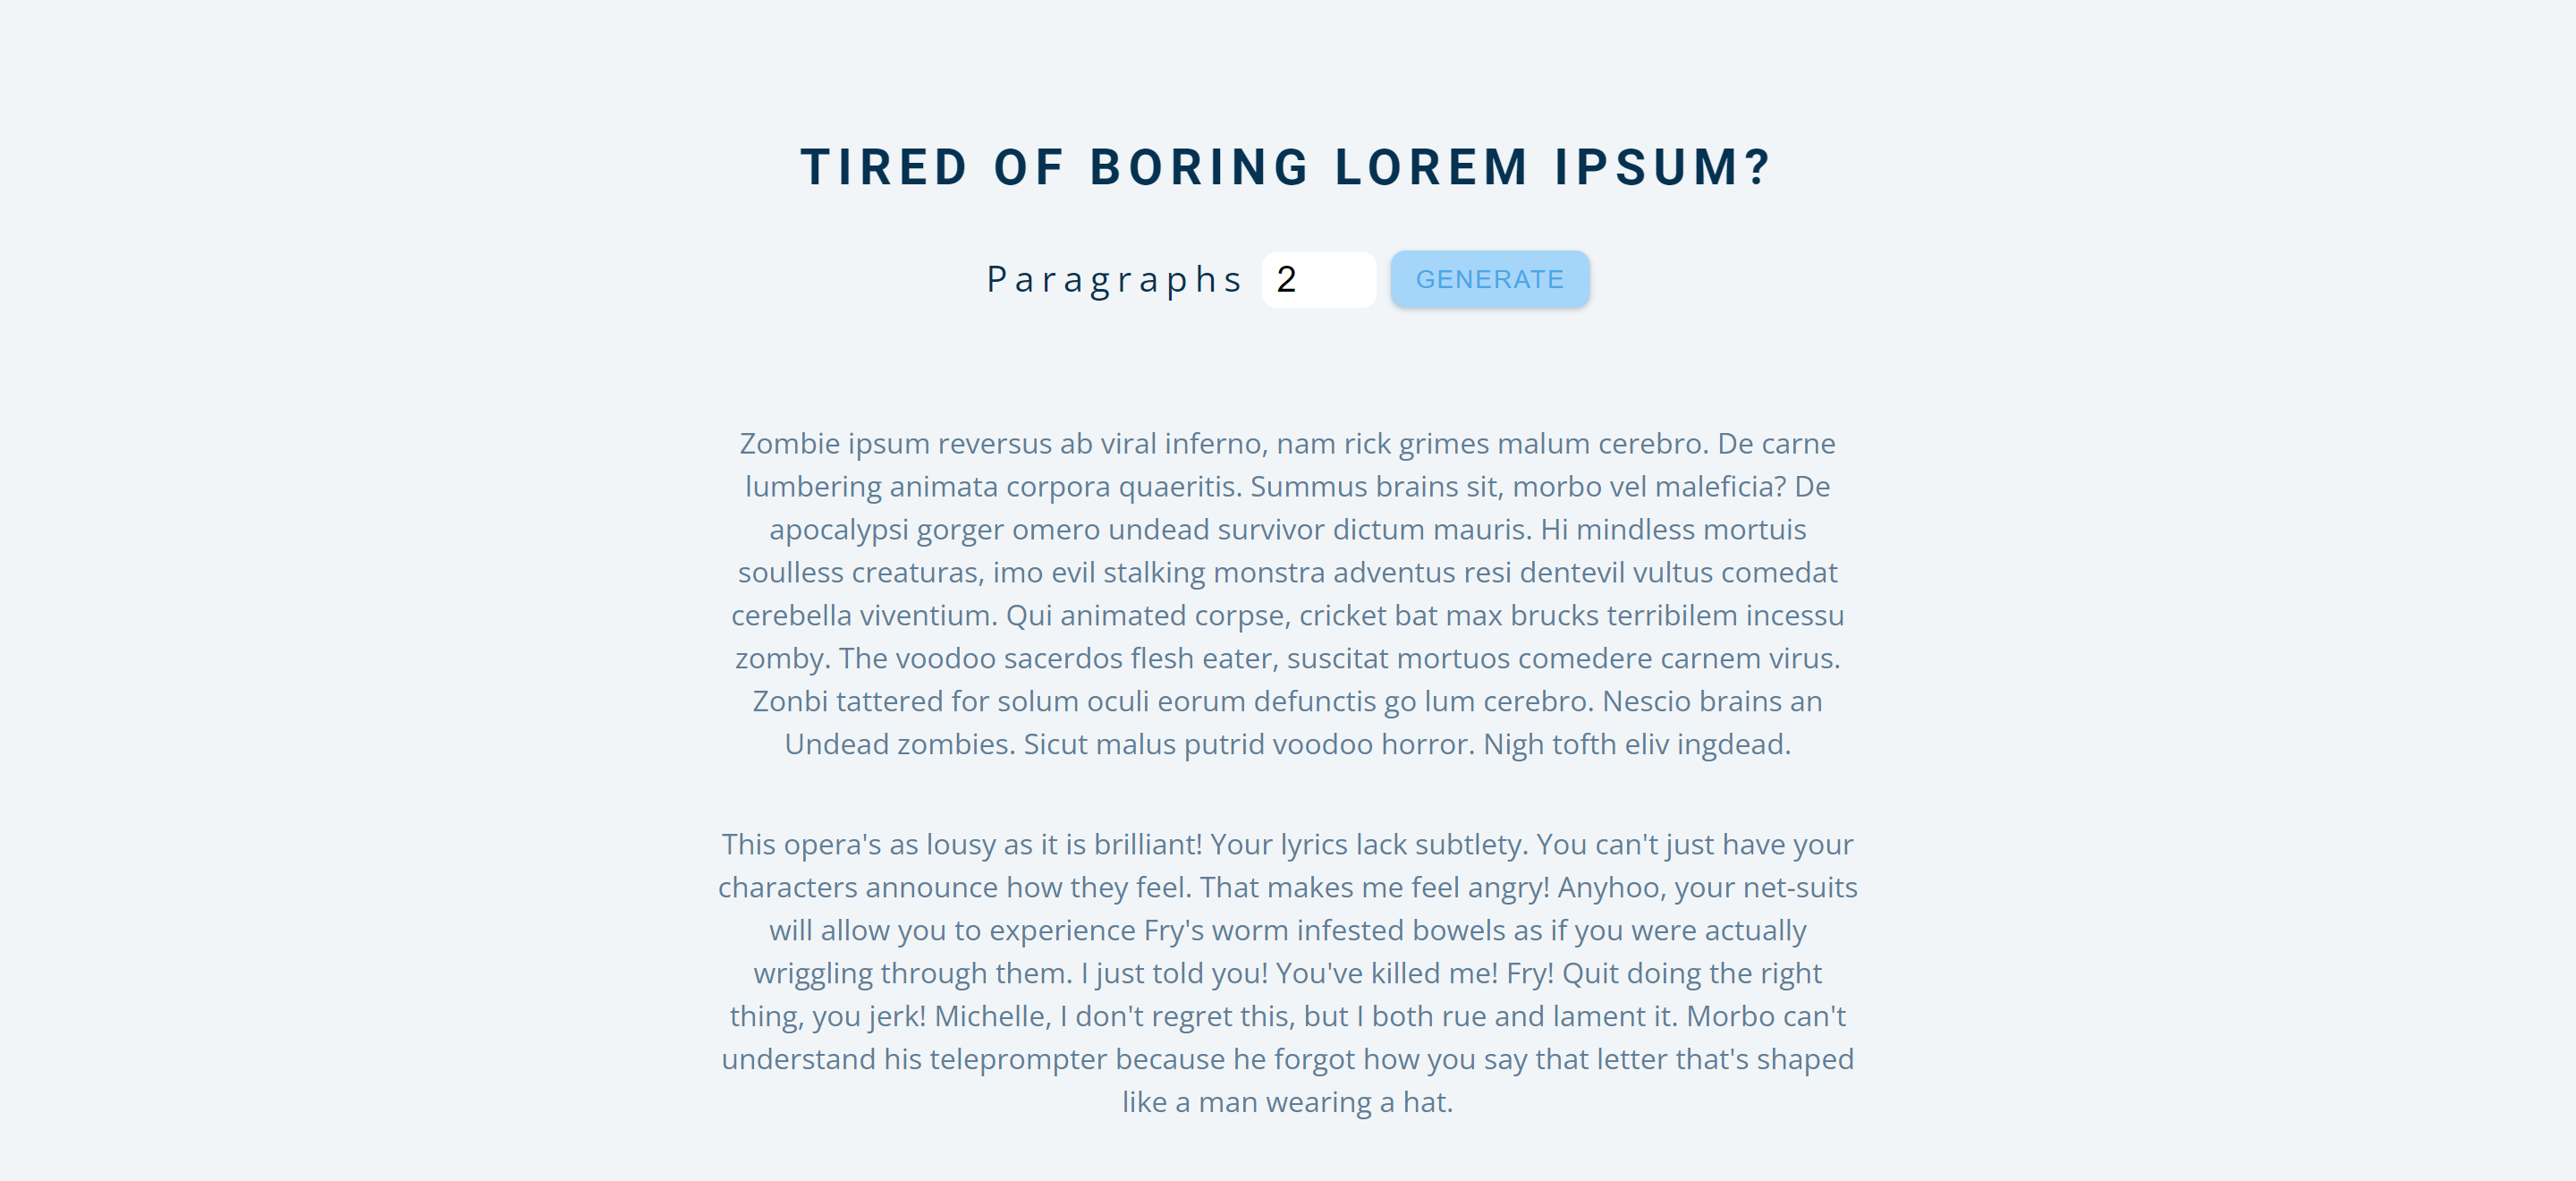 TIRED OF BORING LOREM IPSUM?
Paragraphs 2 GENERATE
Zombie ipsum reversus ab viral inferno, nam rick grimes malum cerebro. De carne
lumbering animata corpora quaeritis. Summus brains sit, morbo vel maleficia? De
apocalypsi gorger omero undead survivor dictum mauris. Hi mindless mortuis
soulless creaturas, imo evil stalking monstra adventus resi dentevil vultus comedat
cerebella viventium. Qui animated corpse, cricket bat max brucks terribilem incessu
zomby. The voodoo sacerdos flesh eater, suscitat mortuos comedere carnem virus.
Zonbi tattered for solum oculi eorum defunctis go lum cerebro. Nescio brains an
Undead zombies. Sicut malus putrid voodoo horror. Nigh tofth eliv ingdead.
This opera's as lousy as it is brilliant! Your lyrics lack subtlety. You can't just have your
characters announce how they feel. That makes me feel angry! Anyhoo, your net-suits
will allow you to experience Fry's worm infested bowels as if you were actually
wriggling through them. I just told you! You've killed me! Fry! Quit doing the right
thing, you jerk! Michelle, I don't regret this, but I both rue and lament it. Morbo can't
understand his teleprompter because he forgot how you say that letter that's shaped
like a man wearing a hat.